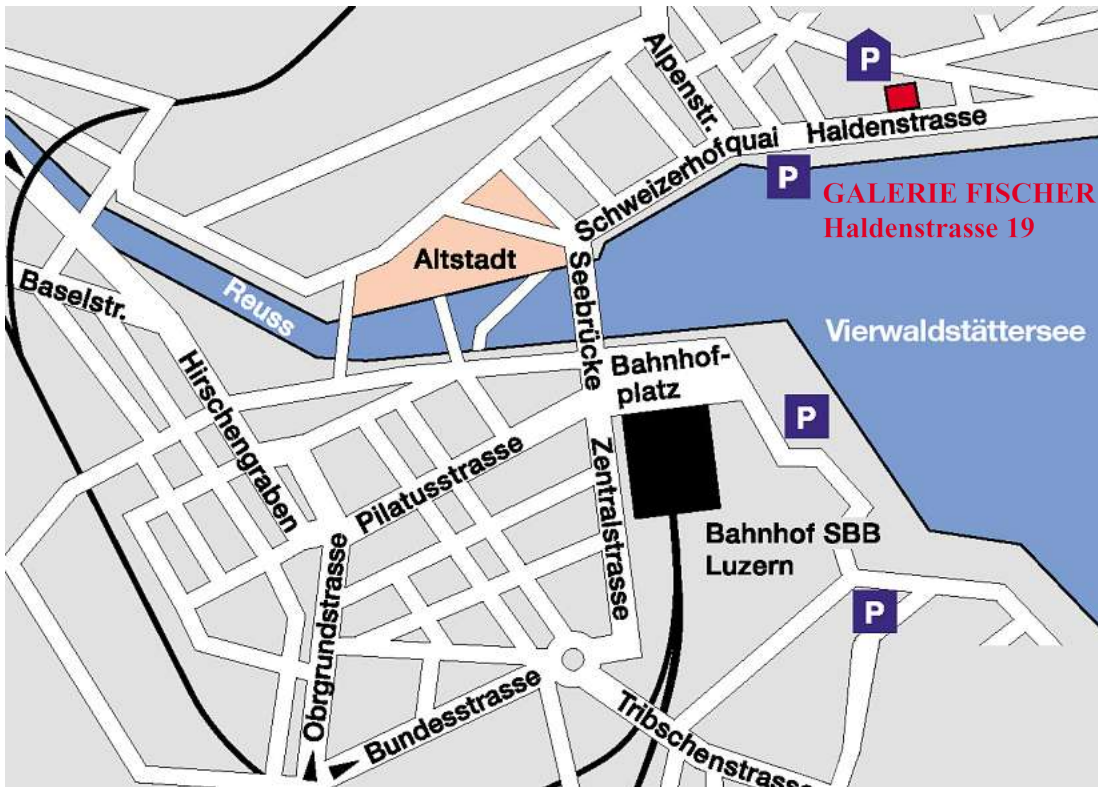 P
Alpenstr.
Haldenstrasse
Schweizerhofquai
P
GALERIE FISCHER
Haldenstrasse 19
Altstadt
Seebrücke
Baselstr.
Reuss
Vierwaldstättersee
Hirschengraben
Bahnhof-
platz
P
Pilatusstrasse
Zentralstrasse
Bahnhof SBB
Luzern
P
Obrgrundstrasse
Bundesstrasse
Tribschenstrasse